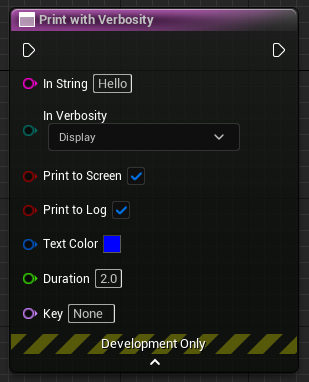 Print with Verbosity
In String Hello
In Verbosity
Display
Print to Screen
Print to Log
Text Color
Duration 2.0
Key None
Development Only